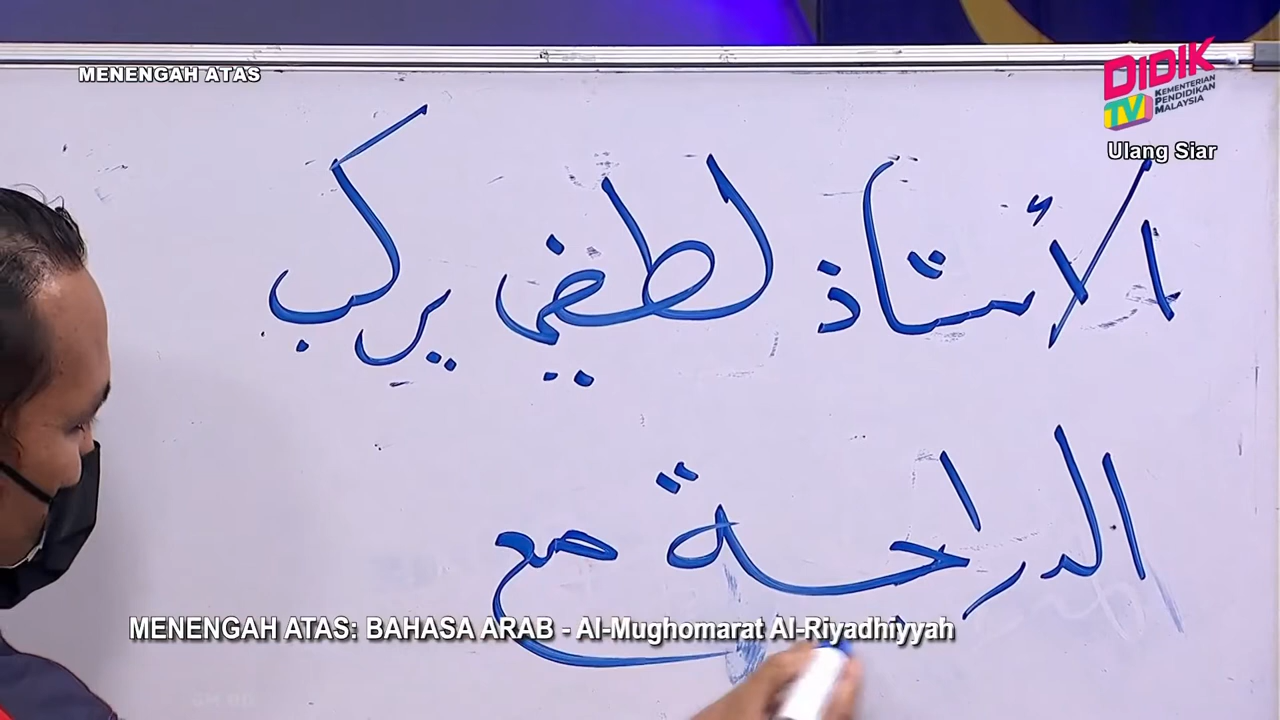 MENENGAH ATAS
DIDIK
TV
KEMENTERIAN
PENDIDIKAN
MALAYSIA
Ulang Siar
الأستاذ لطفي يركب
الدراجة مع
MENENGAH ATAS: BAHASA ARAB - Al-Mughomarat Al-Riyadhiyyah